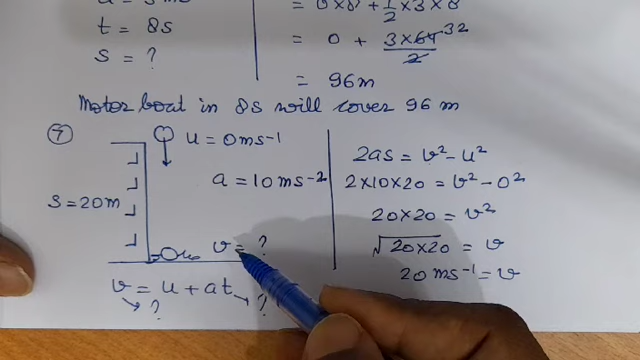 t = 8s
s = ?
= 0×8 + 1/2 × 3 × 8
= 0 + 3×64 32 / 2
= 96m
Motor boat in 8s will cover 96 m
7
u = 0ms-1
a = 10ms-2
s = 20m
v = ?
v = u + at
→ ? → ?
2as = v² - u²
2×10×20 = v² - 0²
20×20 = v²
√20×20 = v
20ms-1 = v